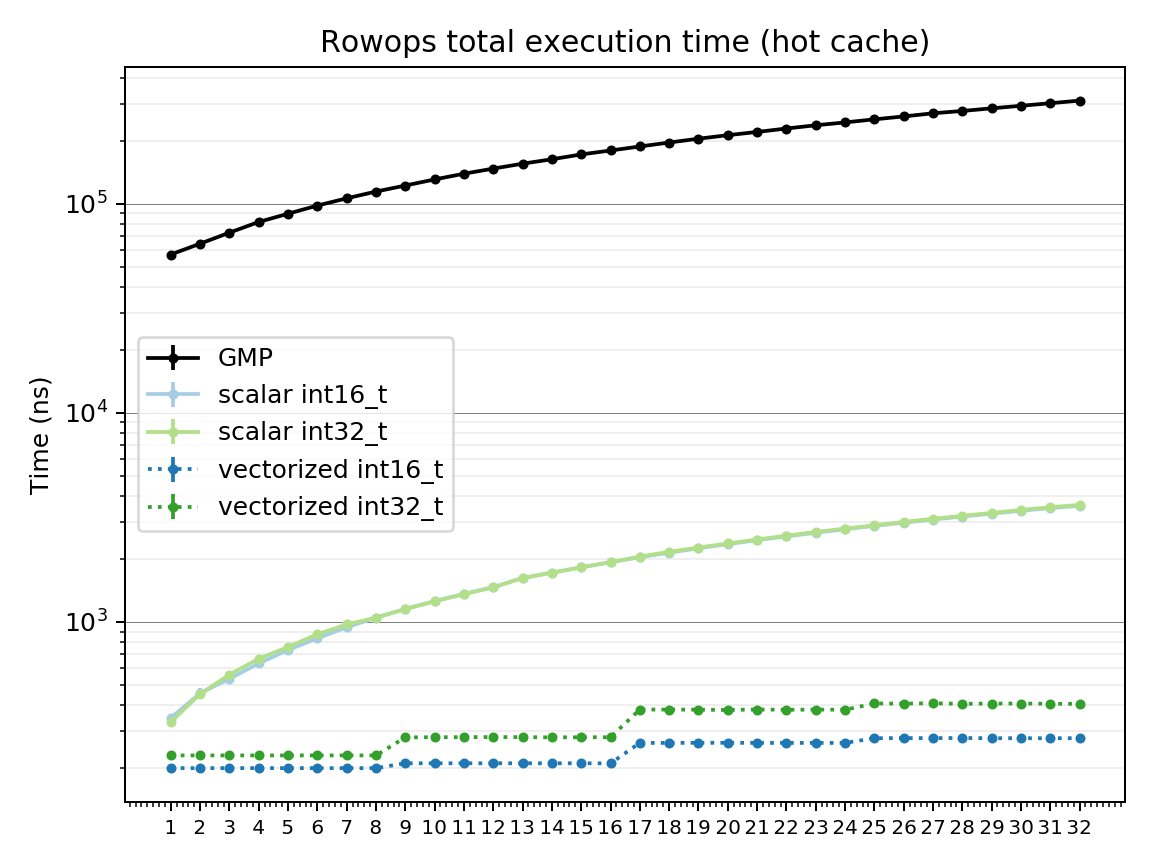 Rowops total execution time (hot cache)
Time (ns)
10^5
10^4
10^3
GMP
scalar int16_t
scalar int32_t
vectorized int16_t
vectorized int32_t
1 2 3 4 5 6 7 8 9 10 11 12 13 14 15 16 17 18 19 20 21 22 23 24 25 26 27 28 29 30 31 32